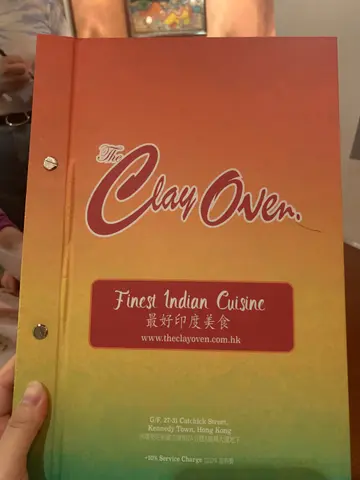 The
Clay Oven.
Finest Indian Cuisine
最好印度美食
www.theclayoven.com.hk
G/F, 27-31 Catchick Street,
Kennedy Town, Hong Kong
+10% Service Charge